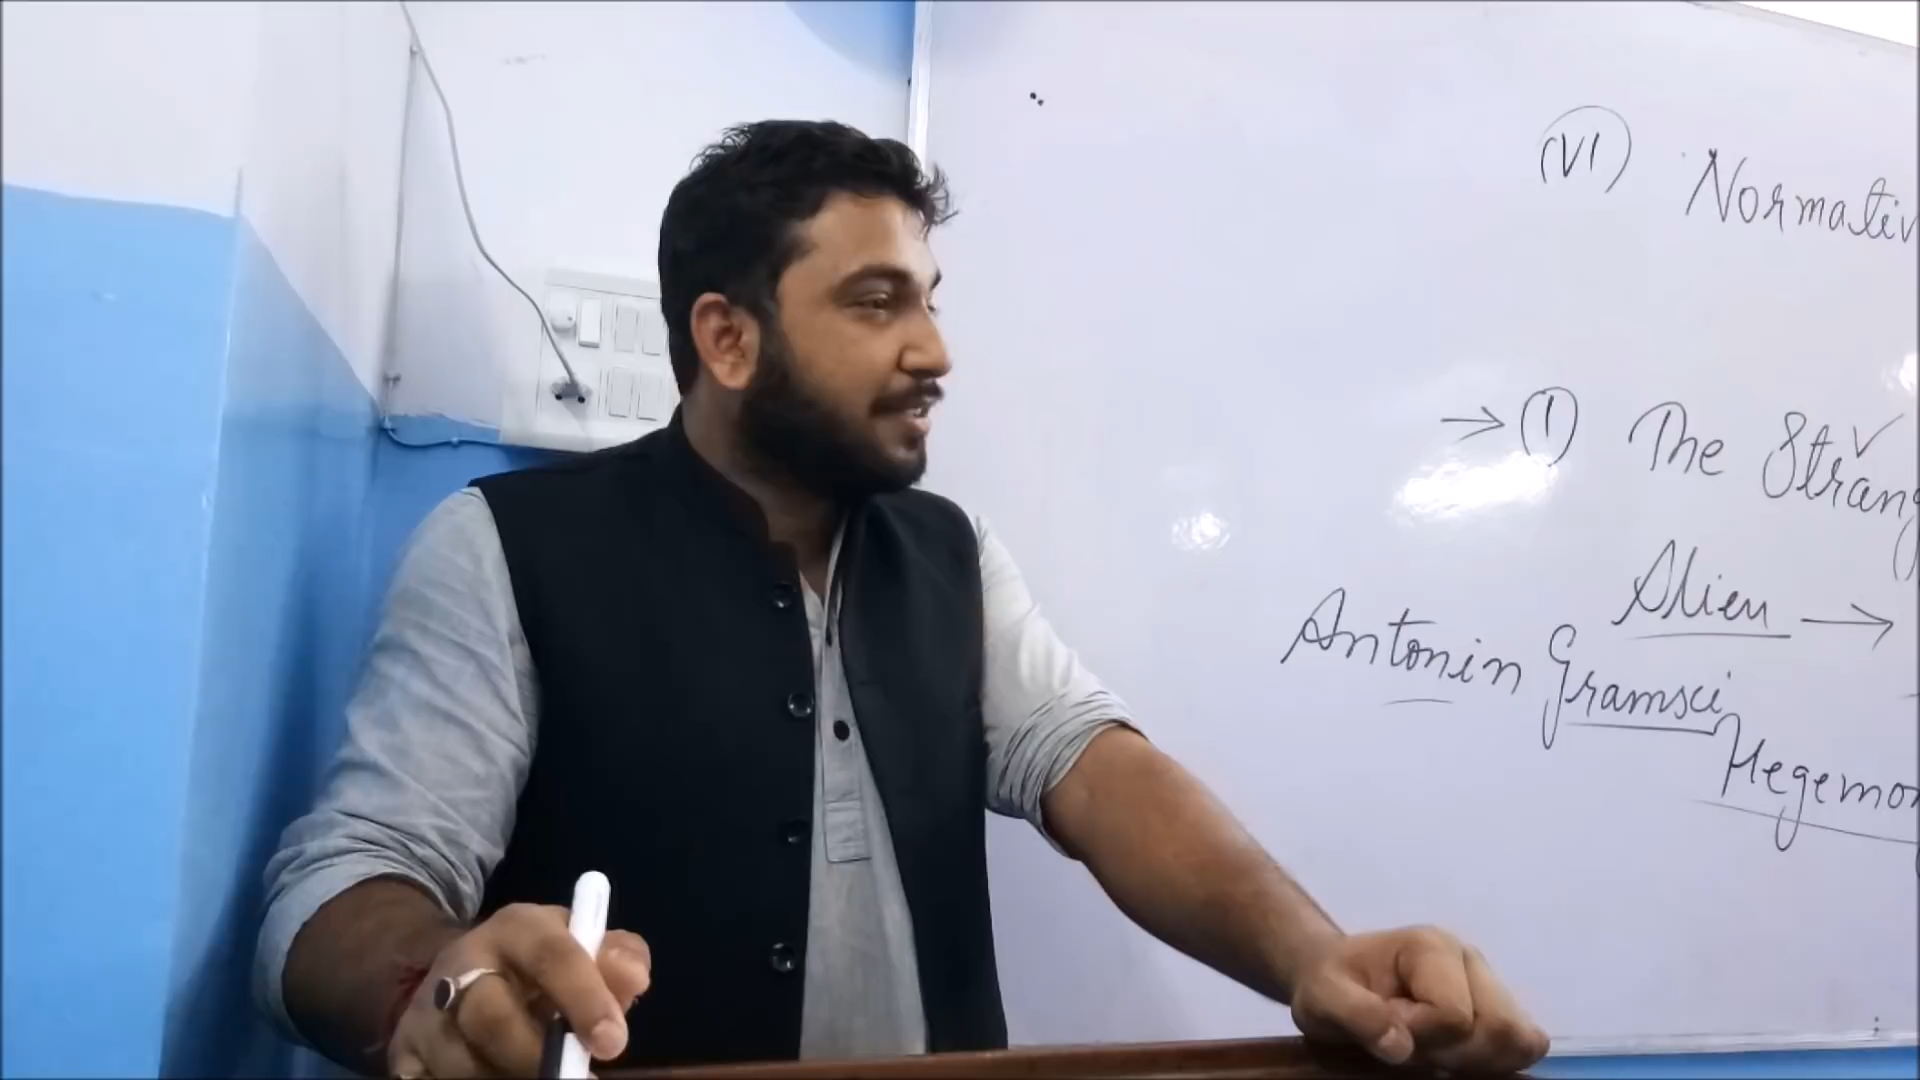 (VI) Normativ
→ (1) The Strang
Alien →
Antonin Gramsci
Hegemon